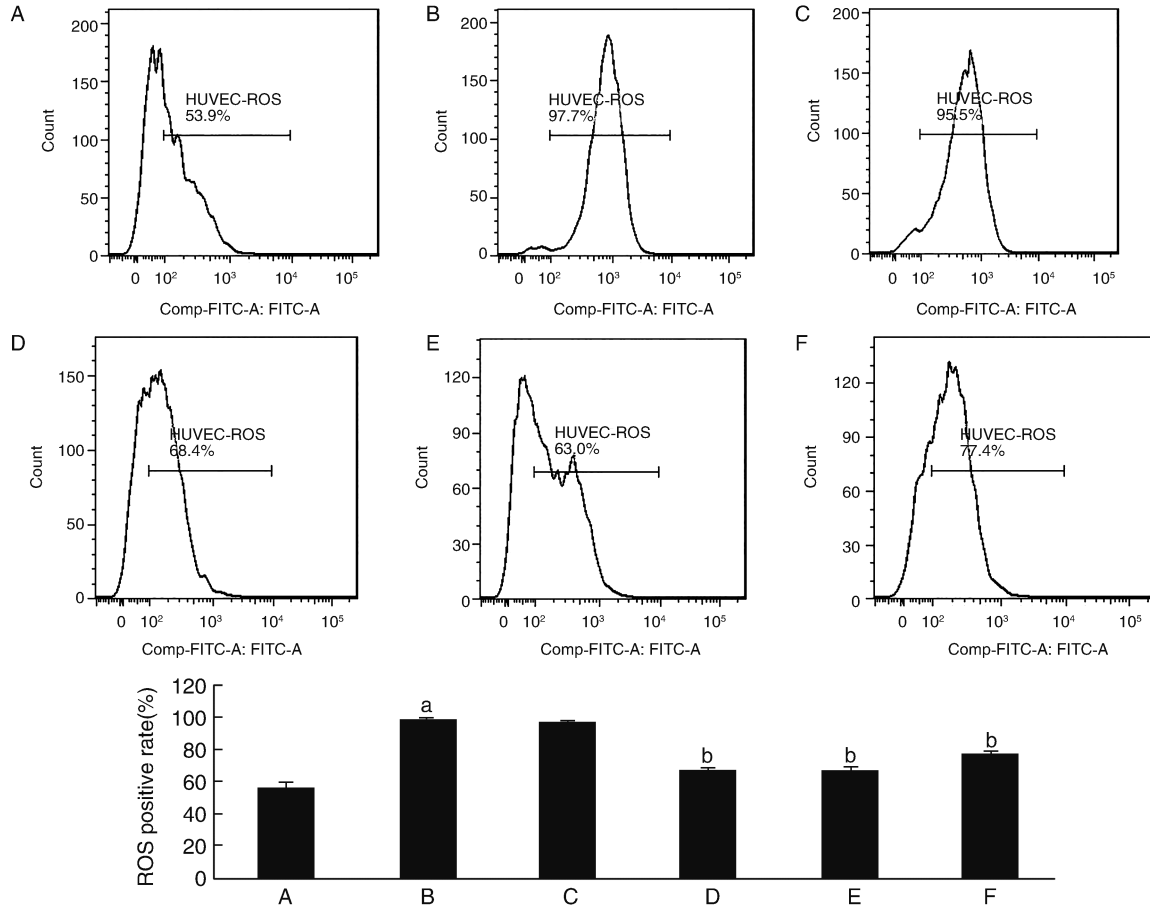 A
200
150
100
50
0
Count
HUVEC-ROS
53.9%
0 10² 10³ 10⁴ 10⁵
Comp-FITC-A: FITC-A
B
200
150
100
50
0
Count
HUVEC-ROS
97.7%
0 10² 10³ 10⁴ 10⁵
Comp-FITC-A: FITC-A
C
200
150
100
50
0
Count
HUVEC-ROS
95.5%
0 10² 10³ 10⁴ 10⁵
Comp-FITC-A: FITC-A
D
150
100
50
0
Count
HUVEC-ROS
68.4%
0 10² 10³ 10⁴ 10⁵
Comp-FITC-A: FITC-A
E
120
90
60
30
0
Count
HUVEC-ROS
63.0%
0 10² 10³ 10⁴ 10⁵
Comp-FITC-A: FITC-A
F
120
90
60
30
0
Count
HUVEC-ROS
77.4%
0 10² 10³ 10⁴ 10⁵
Comp-FITC-A: FITC-A
ROS positive rate(%)
120
100
80
60
40
20
0
a
b
b
b
A B C D E F